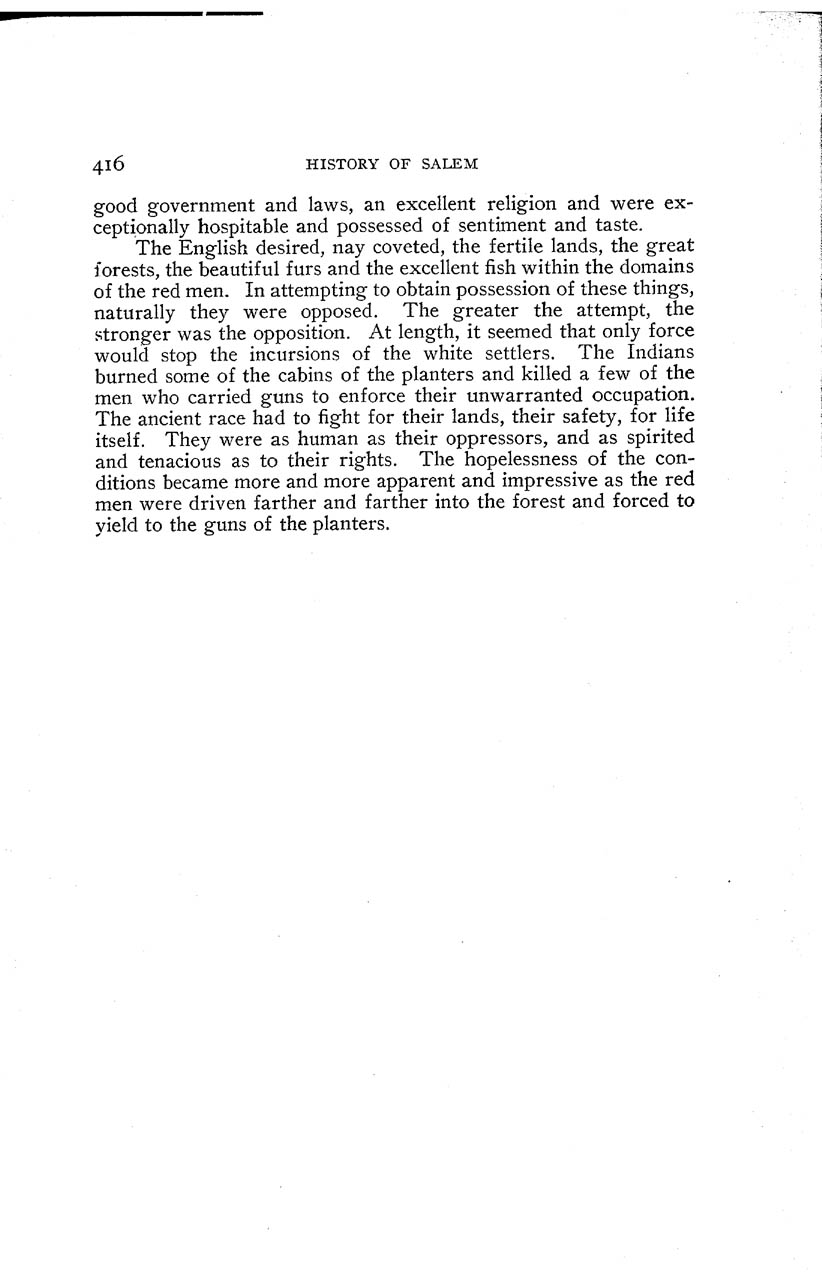 416 HISTORY OF SALEM
good government and laws, an excellent religion and were ex-
ceptionally hospitable and possessed of sentiment and taste.
The English desired, nay coveted, the fertile lands, the great
forests, the beautiful furs and the excellent fish within the domains
of the red men. In attempting to obtain possession of these things,
naturally they were opposed. The greater the attempt, the
stronger was the opposition. At length, it seemed that only force
would stop the incursions of the white settlers. The Indians
burned some of the cabins of the planters and killed a few of the
men who carried guns to enforce their unwarranted occupation.
The ancient race had to fight for their lands, their safety, for life
itself. They were as human as their oppressors, and as spirited
and tenacious as to their rights. The hopelessness of the con-
ditions became more and more apparent and impressive as the red
men were driven farther and farther into the forest and forced to
yield to the guns of the planters.